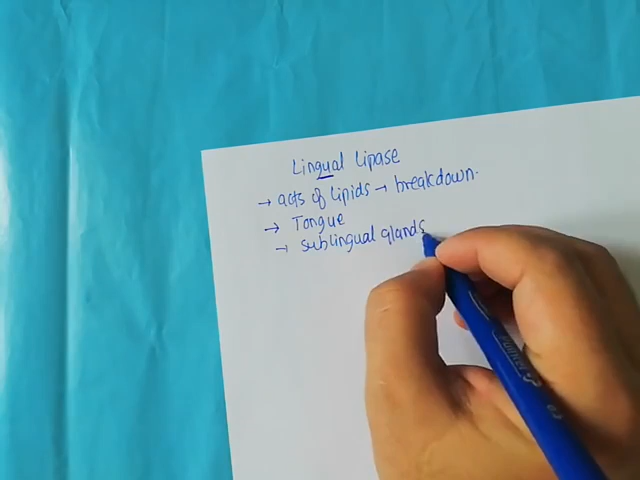 Lingual Lipase
→ acts of lipids → breakdown.
→ Tongue
→ sublingual glands